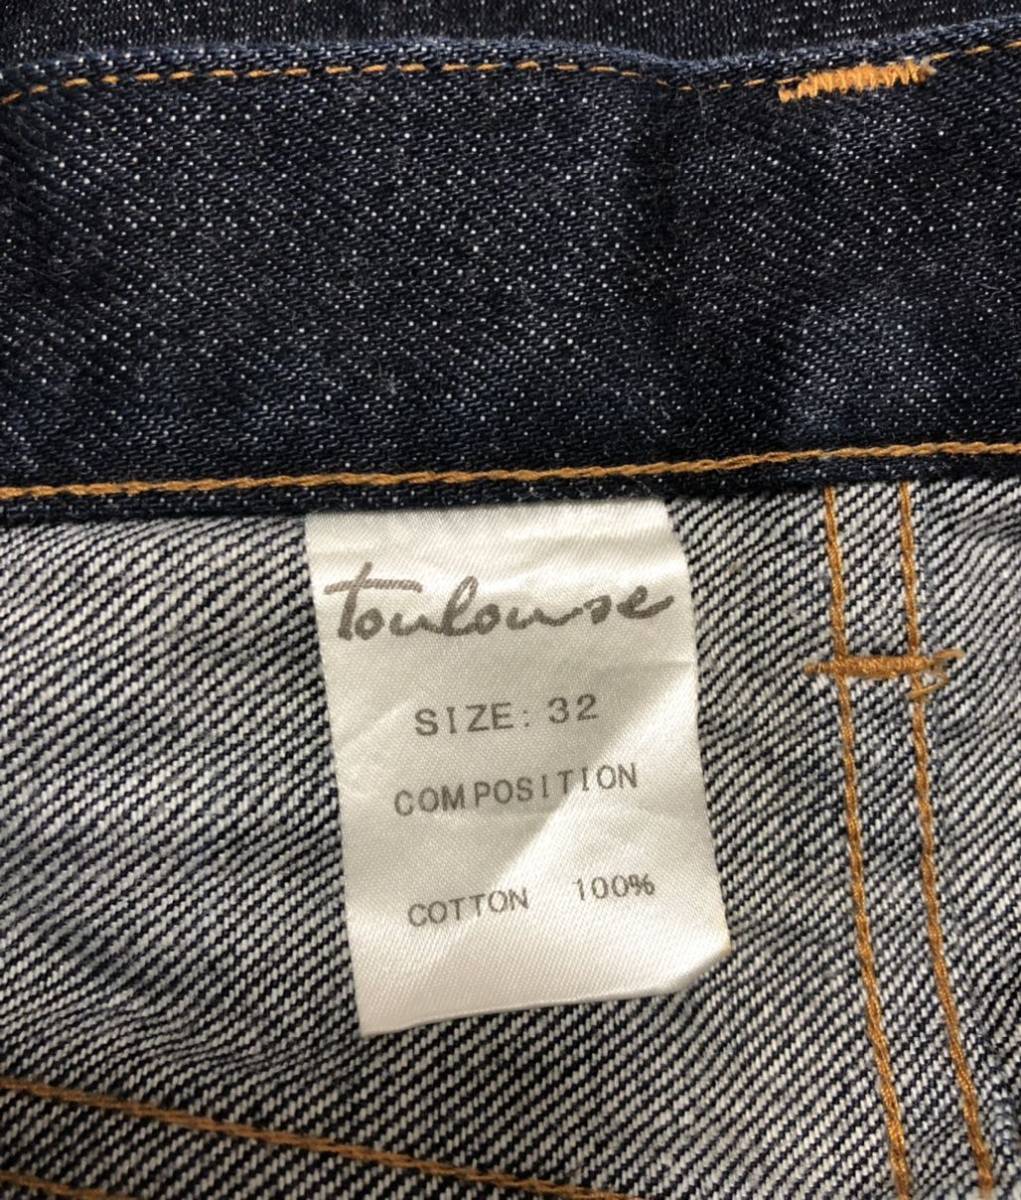 toulouse
SIZE: 32
COMPOSITION
COTTON 100%